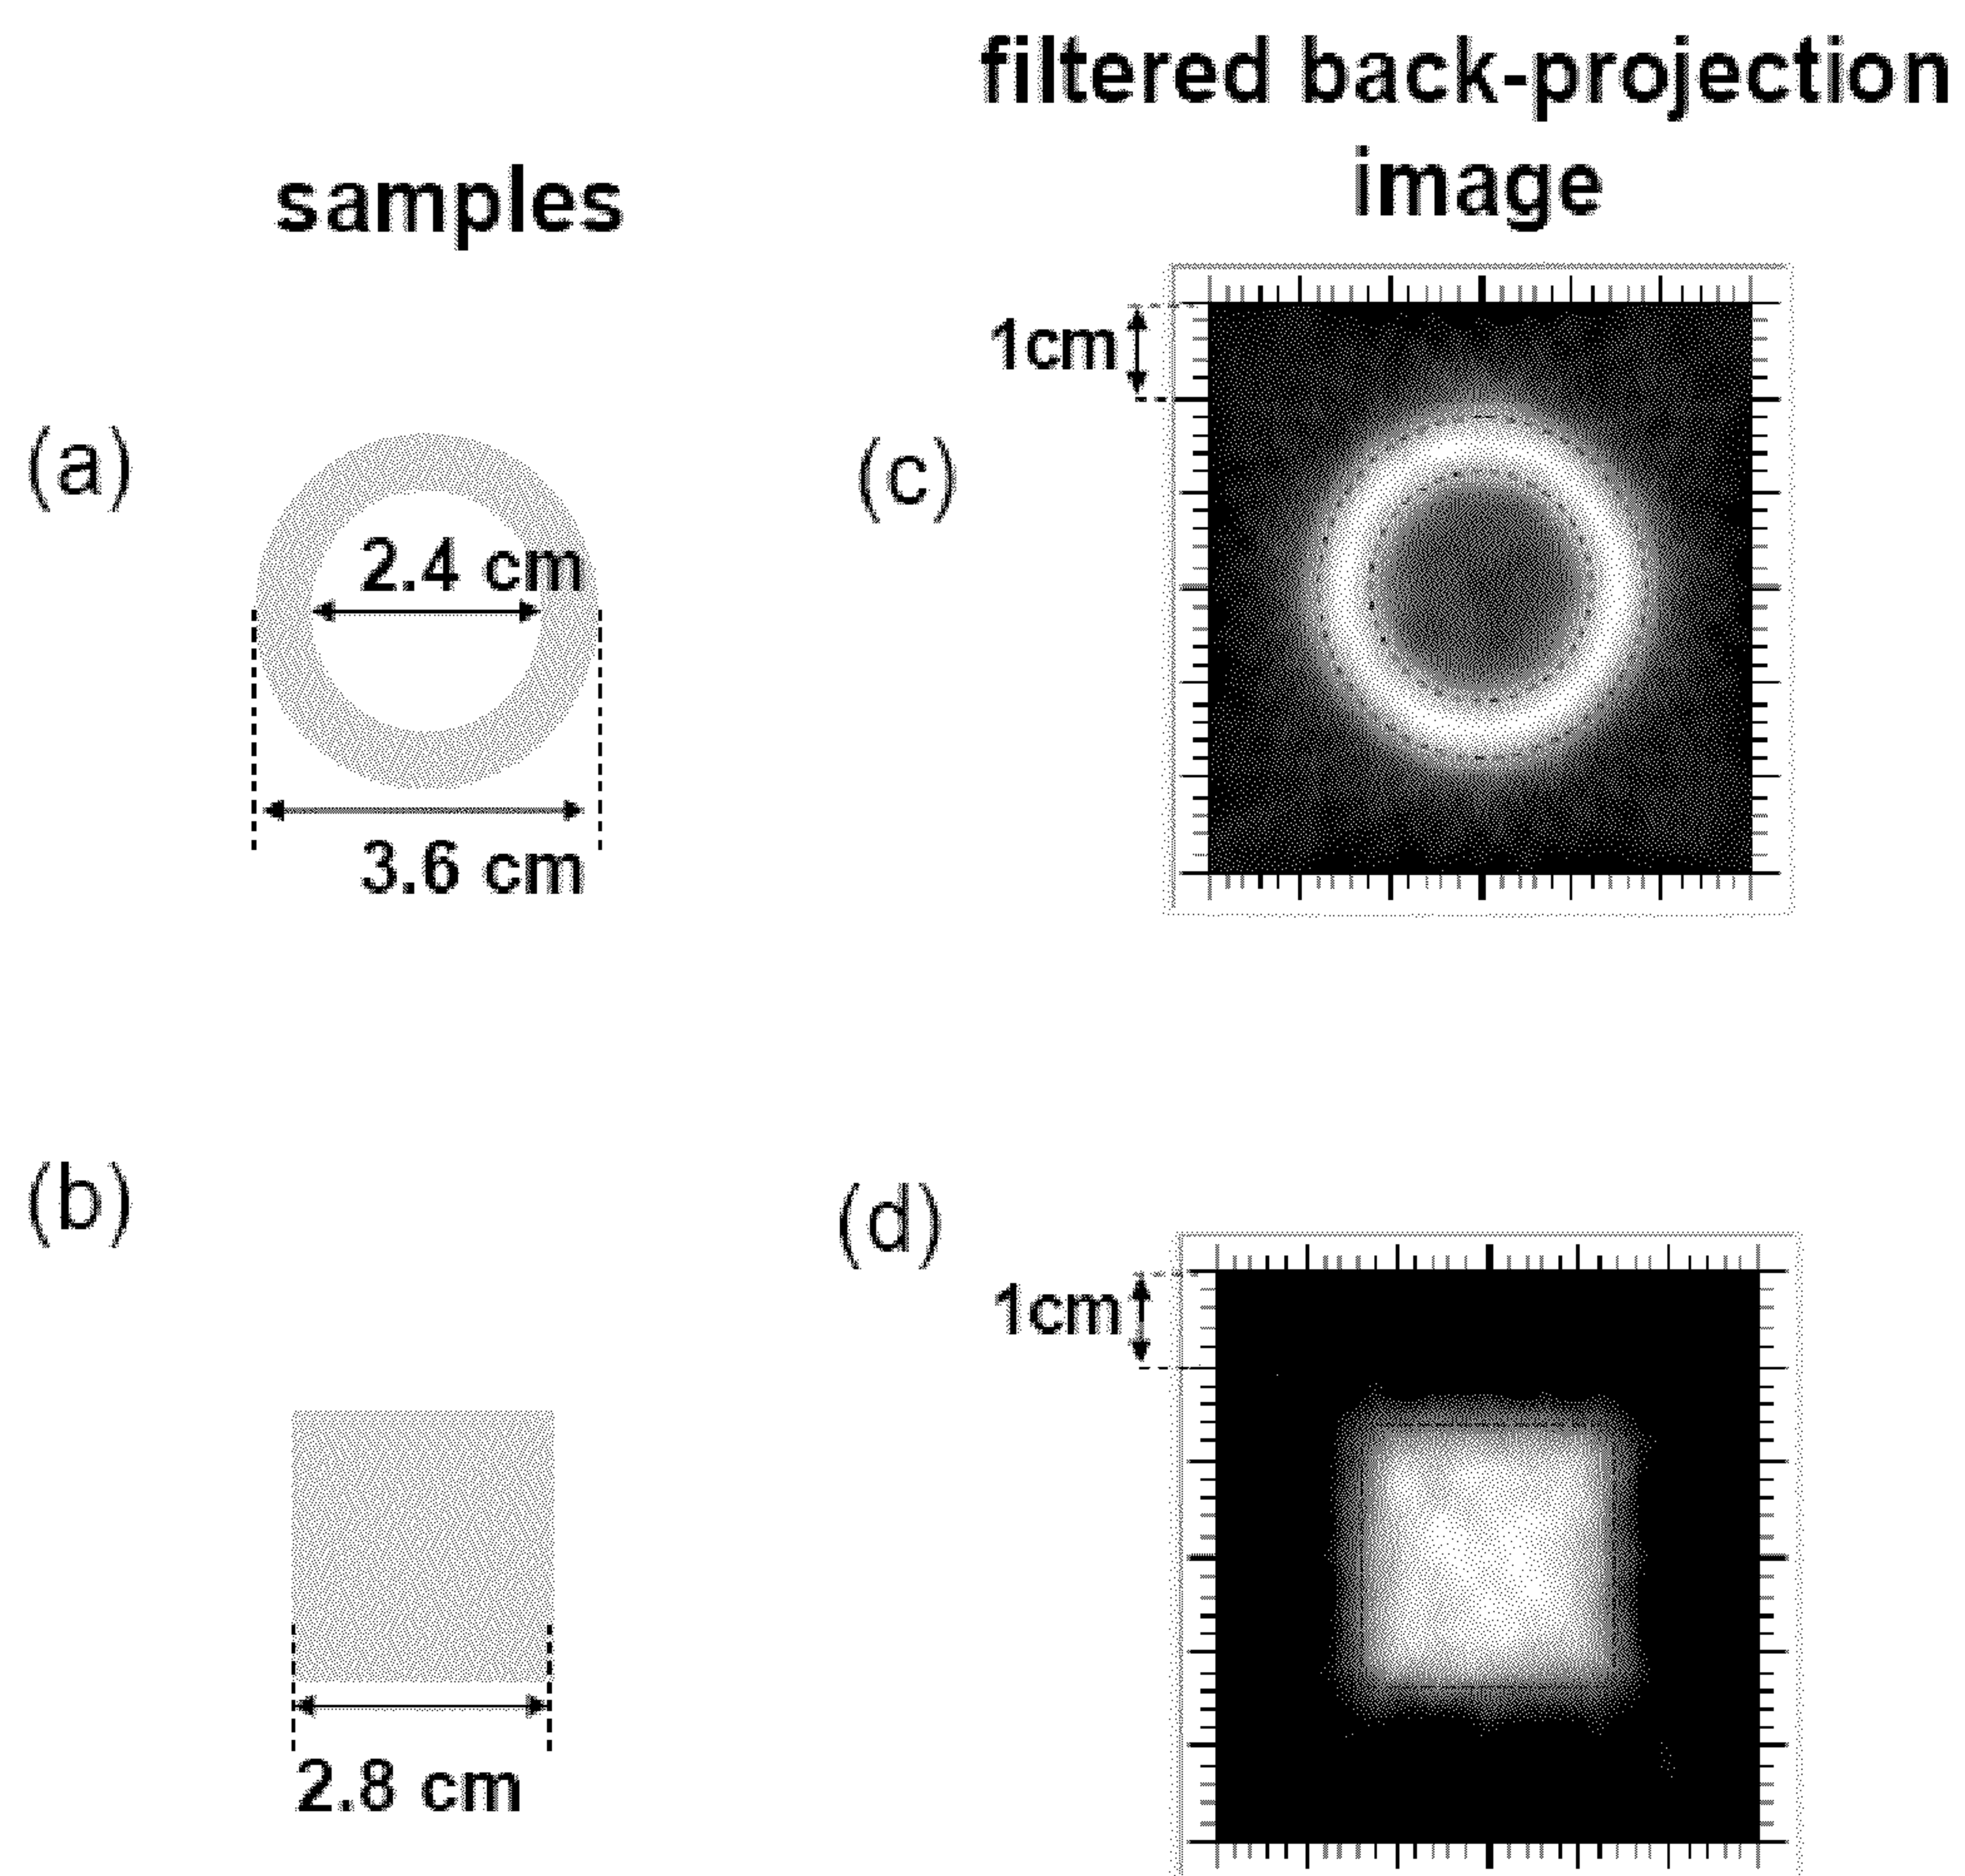 filtered back-projection
image
samples
1cm
(a)
(c)
2.4 cm
3.6 cm
(b)
(d)
1cm
2.8 cm